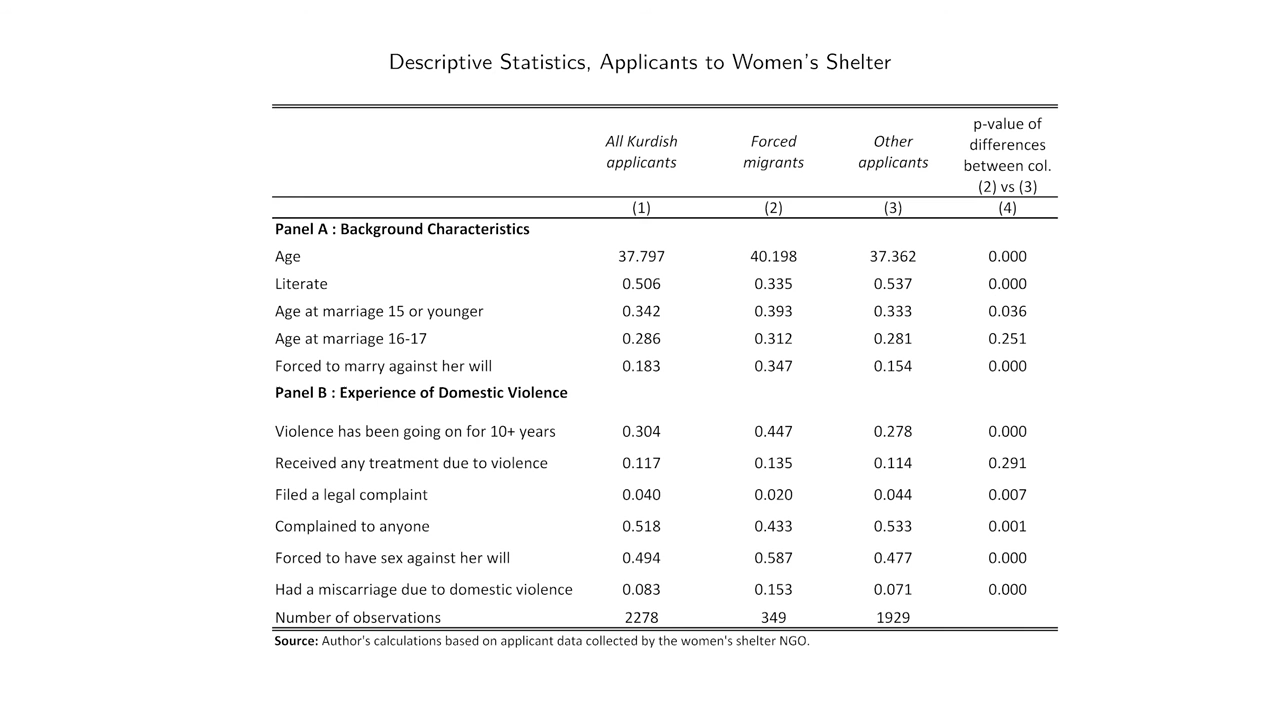 Descriptive Statistics, Applicants to Women's Shelter
All Kurdish applicants Forced migrants Other applicants p-value of differences between col. (2) vs (3)
(1) (2) (3) (4)
Panel A : Background Characteristics
Age 37.797 40.198 37.362 0.000
Literate 0.506 0.335 0.537 0.000
Age at marriage 15 or younger 0.342 0.393 0.333 0.036
Age at marriage 16-17 0.286 0.312 0.281 0.251
Forced to marry against her will 0.183 0.347 0.154 0.000
Panel B : Experience of Domestic Violence
Violence has been going on for 10+ years 0.304 0.447 0.278 0.000
Received any treatment due to violence 0.117 0.135 0.114 0.291
Filed a legal complaint 0.040 0.020 0.044 0.007
Complained to anyone 0.518 0.433 0.533 0.001
Forced to have sex against her will 0.494 0.587 0.477 0.000
Had a miscarriage due to domestic violence 0.083 0.153 0.071 0.000
Number of observations 2278 349 1929
Source: Author's calculations based on applicant data collected by the women's shelter NGO.